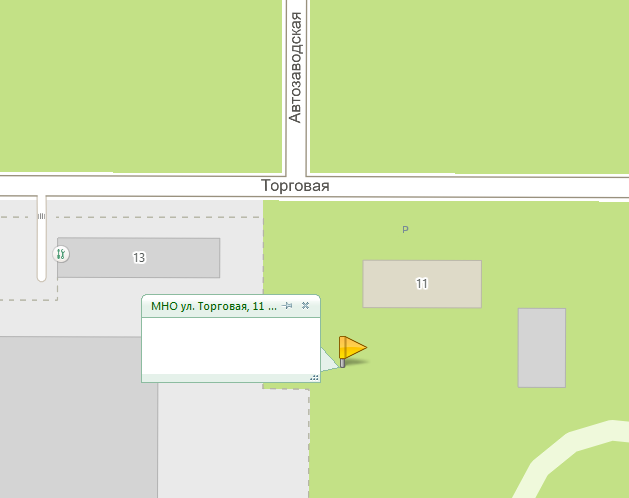 Автозаводская
Торговая
P
13
11
МНО ул. Торговая, 11 ...